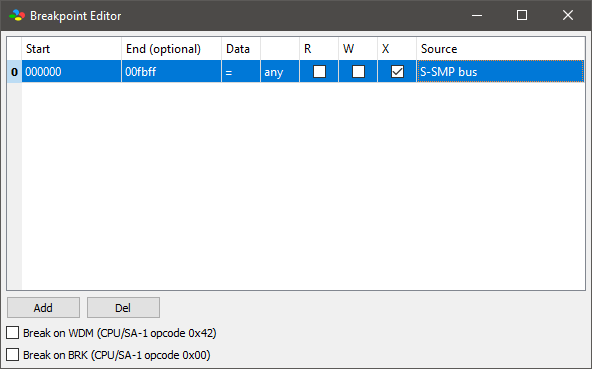 Breakpoint Editor
Start End (optional) Data R W X Source
0 000000 00fbff = any S-SMP bus
Add Del
Break on WDM (CPU/SA-1 opcode 0x42)
Break on BRK (CPU/SA-1 opcode 0x00)